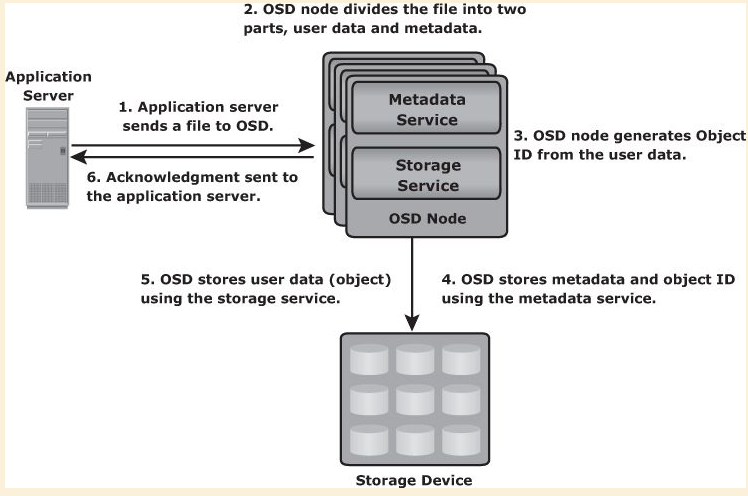 2. OSD node divides the file into two
parts, user data and metadata.
Application
Server
1. Application server
sends a file to OSD.
Metadata
Service
3. OSD node generates Object
ID from the user data.
Storage
Service
6. Acknowledgment sent to
the application server.
OSD Node
5. OSD stores user data (object)
using the storage service.
4. OSD stores metadata and object ID
using the metadata service.
Storage Device